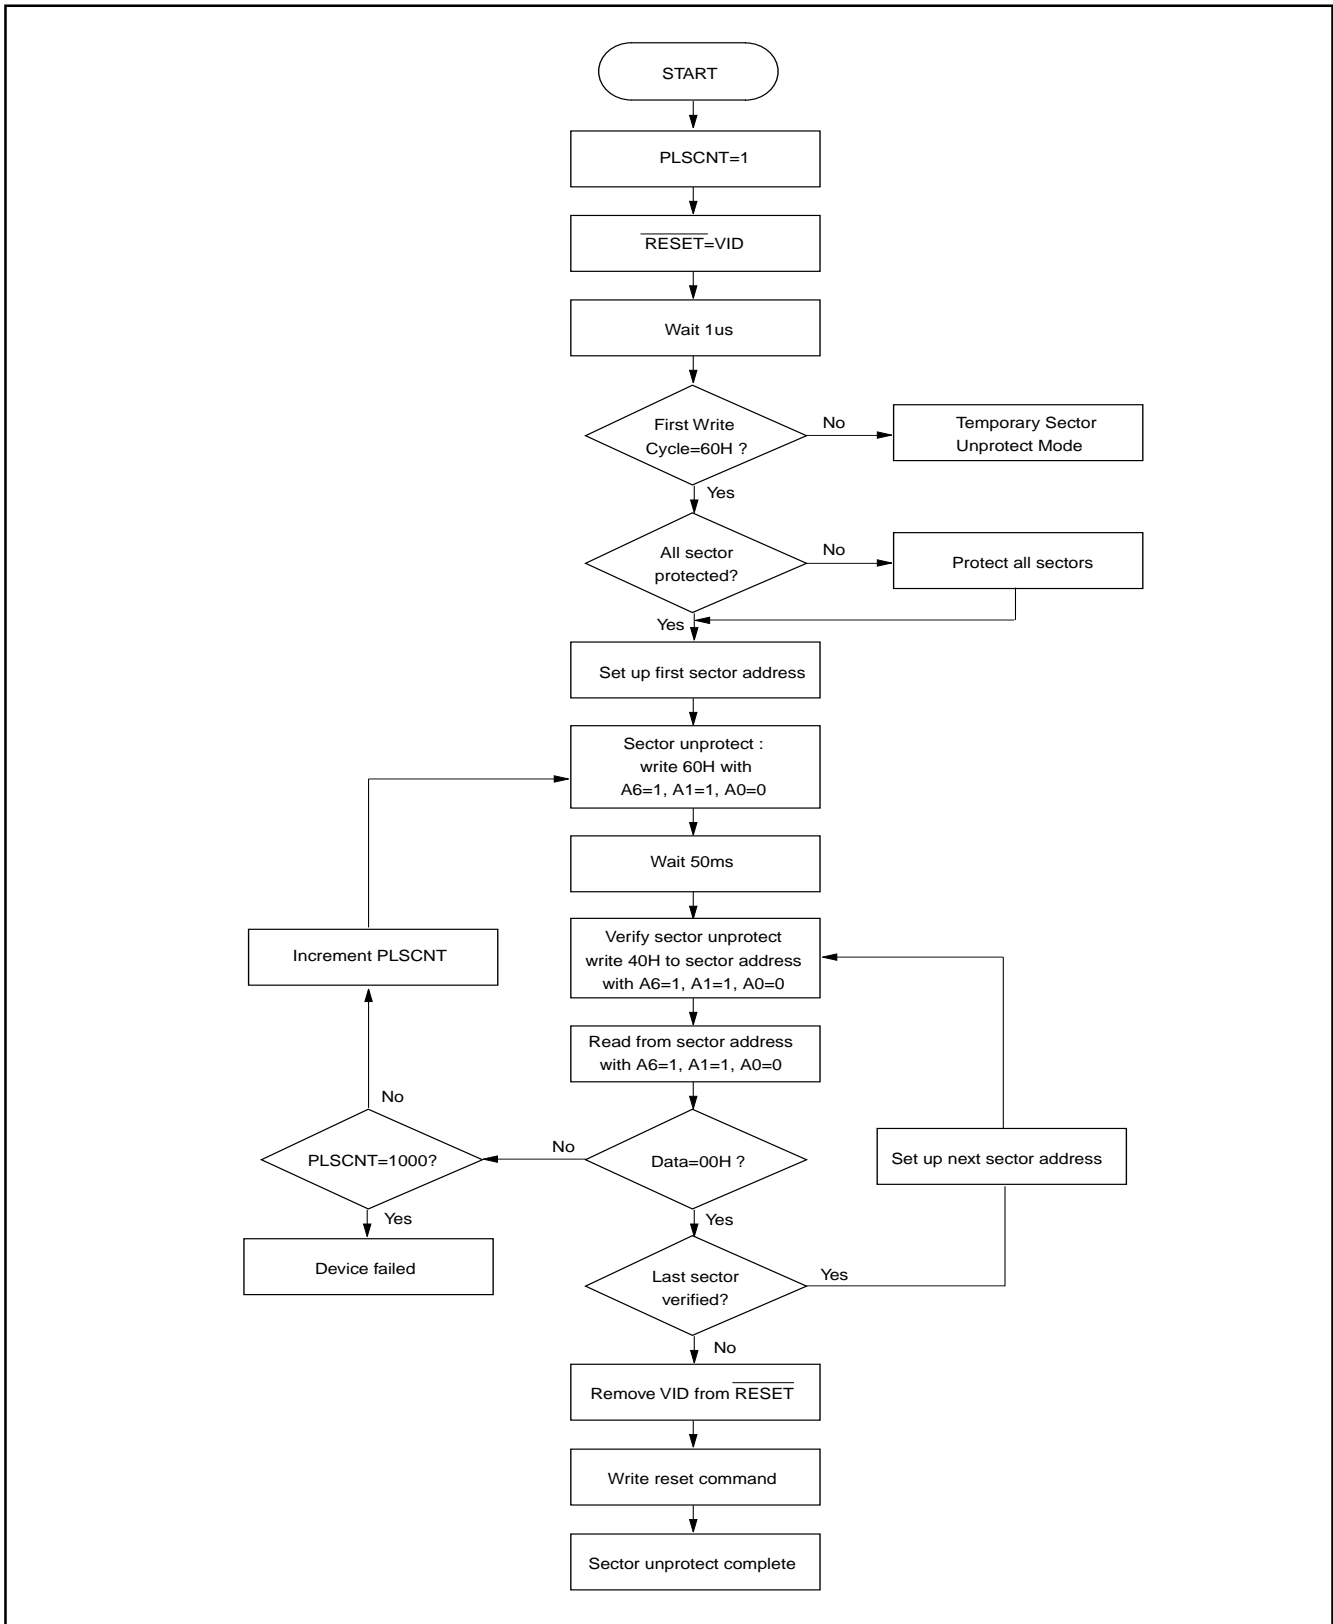 START
PLSCNT=1
RESET=VID
Wait 1us
First Write
Cycle=60H ?
No
Temporary Sector
Unprotect Mode
Yes
All sector
protected?
No
Protect all sectors
Yes
Set up first sector address
Sector unprotect :
write 60H with
A6=1, A1=1, A0=0
Wait 50ms
Increment PLSCNT
Verify sector unprotect
write 40H to sector address
with A6=1, A1=1, A0=0
Read from sector address
with A6=1, A1=1, A0=0
No
PLSCNT=1000?
No
Data=00H ?
Set up next sector address
Yes
Yes
Device failed
Last sector
verified?
Yes
No
Remove VID from RESET
Write reset command
Sector unprotect complete